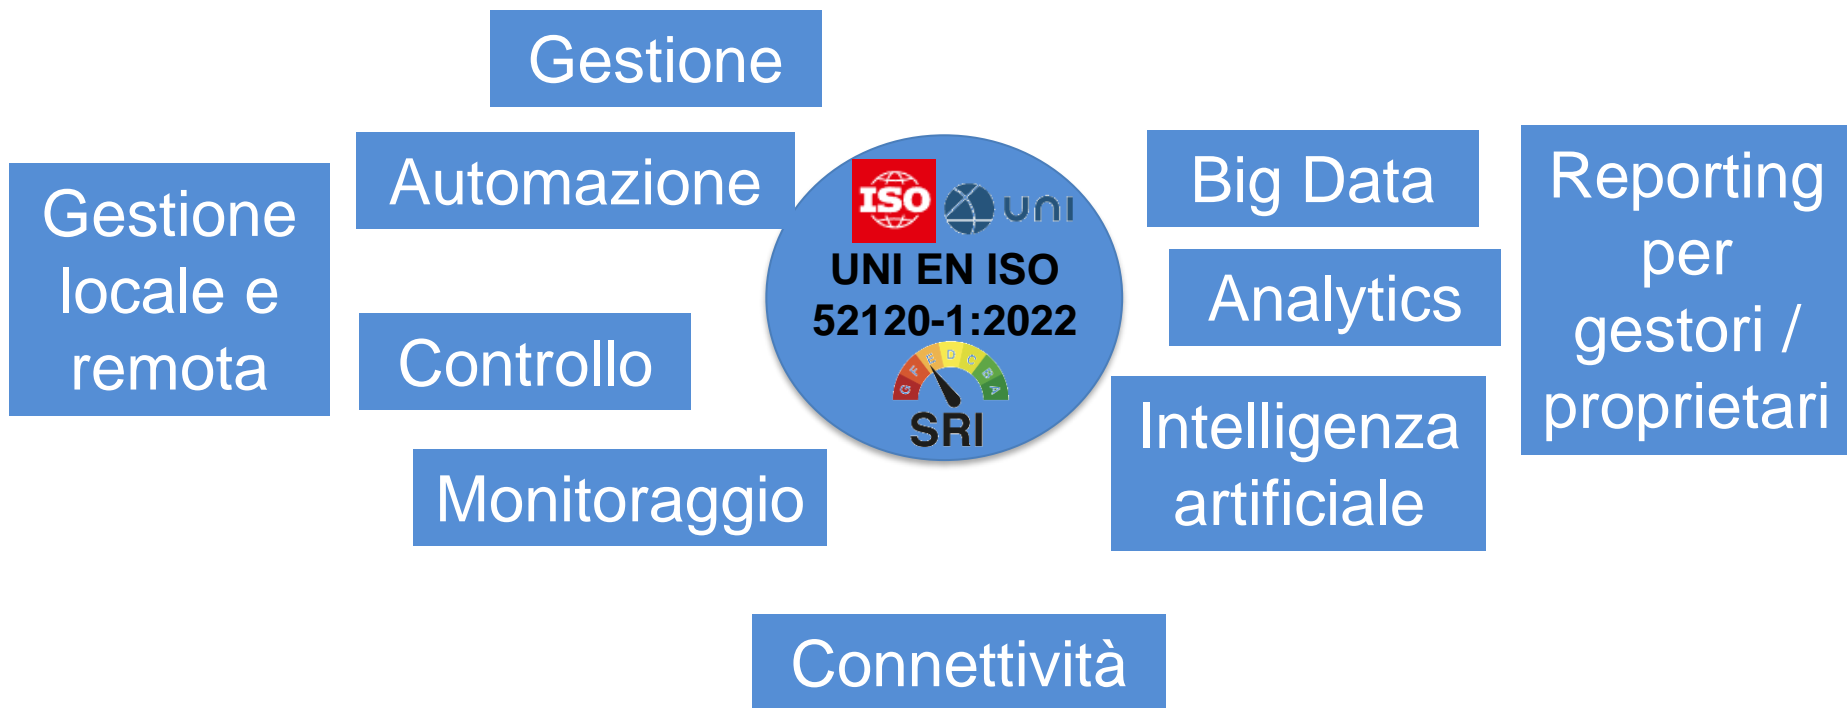 Gestione
Automazione
Gestione
locale e
remota
Controllo
Monitoraggio
ISO
UNI
UNI EN ISO
52120-1:2022
G F E D C B A
SRI
Big Data
Analytics
Intelligenza
artificiale
Reporting
per
gestori /
proprietari
Connettività